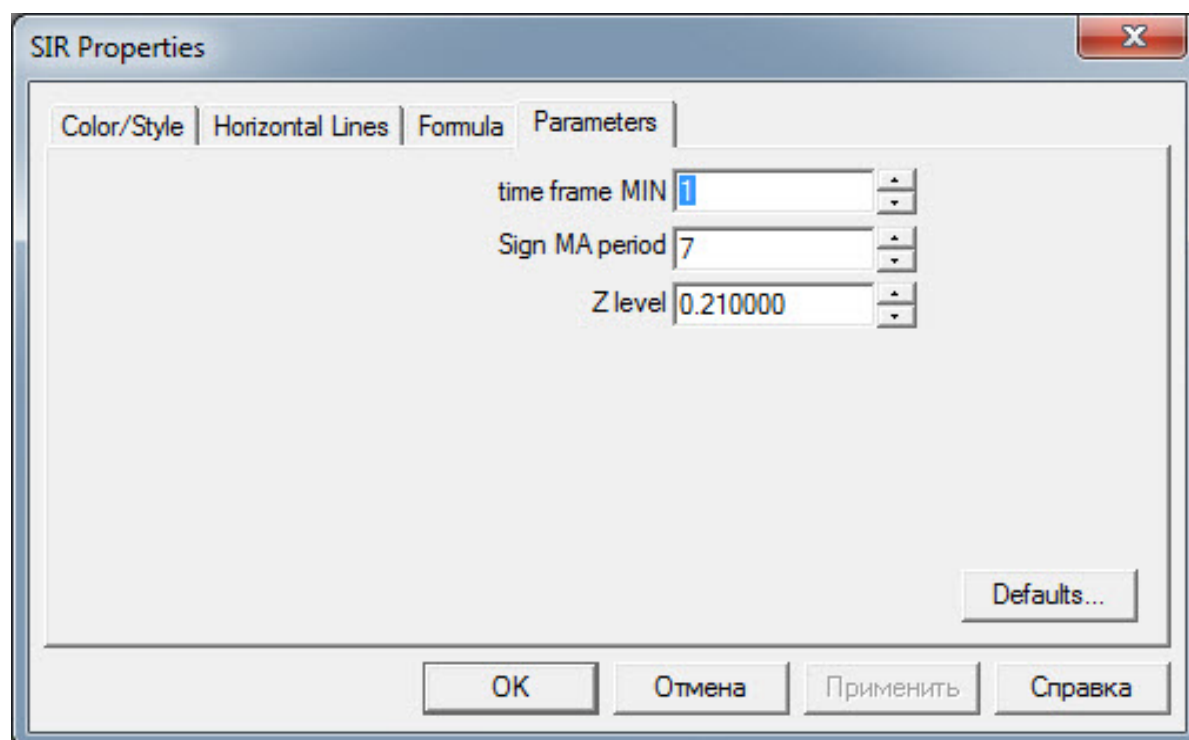 SIR Properties
Color/Style Horizontal Lines Formula Parameters
time frame MIN 1
Sign MA period 7
Z level 0.210000
Defaults...
OK Отмена Применить Справка